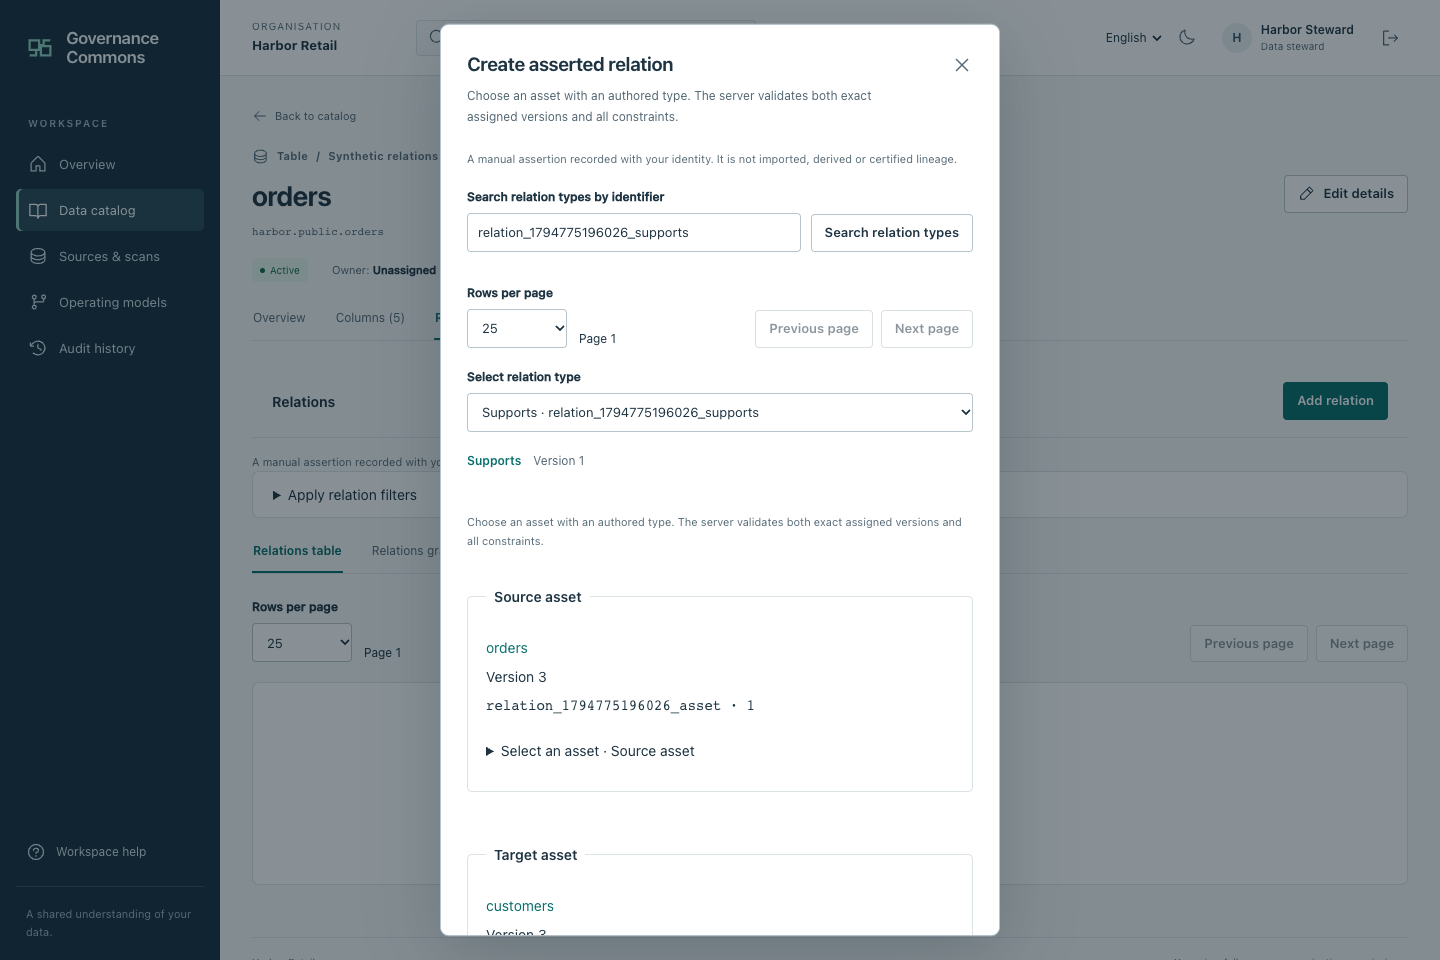 Governance
Commons
WORKSPACE
Overview
Data catalog
Sources & scans
Operating models
Audit history
Workspace help
A shared understanding of your
data.
ORGANISATION
Harbor Retail
English
H
Harbor Steward
Data steward
Back to catalog
Table / Synthetic relations
orders
harbor.public.orders
Active
Owner: Unassigned
Edit details
Overview
Columns (5)
Relations
Add relation
A manual assertion recorded with
Apply relation filters
Relations table
Relations
Rows per page
25
Page 1
Previous page
Next page
Create asserted relation
Choose an asset with an authored type. The server validates both exact
assigned versions and all constraints.
A manual assertion recorded with your identity. It is not imported, derived or certified lineage.
Search relation types by identifier
relation_1794775196026_supports
Search relation types
Rows per page
25
Page 1
Previous page
Next page
Select relation type
Supports · relation_1794775196026_supports
Supports Version 1
Choose an asset with an authored type. The server validates both exact assigned versions and
all constraints.
Source asset
orders
Version 3
relation_1794775196026_asset · 1
Select an asset · Source asset
Target asset
customers
Version 3